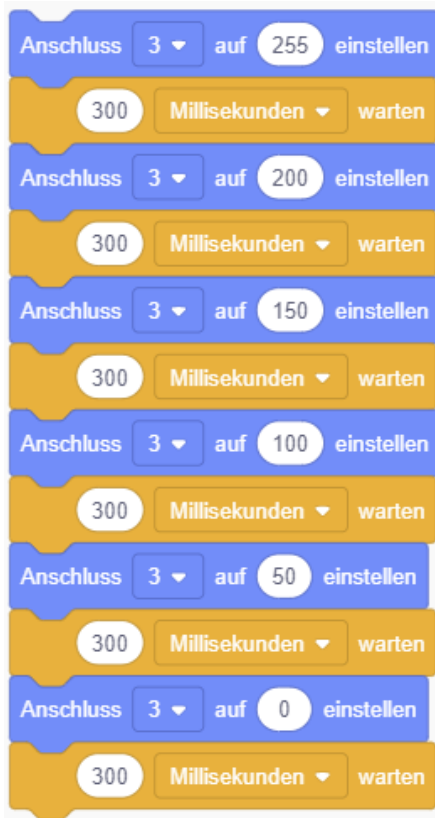 Anschluss 3 auf 255 einstellen
300 Millisekunden warten
Anschluss 3 auf 200 einstellen
300 Millisekunden warten
Anschluss 3 auf 150 einstellen
300 Millisekunden warten
Anschluss 3 auf 100 einstellen
300 Millisekunden warten
Anschluss 3 auf 50 einstellen
300 Millisekunden warten
Anschluss 3 auf 0 einstellen
300 Millisekunden warten